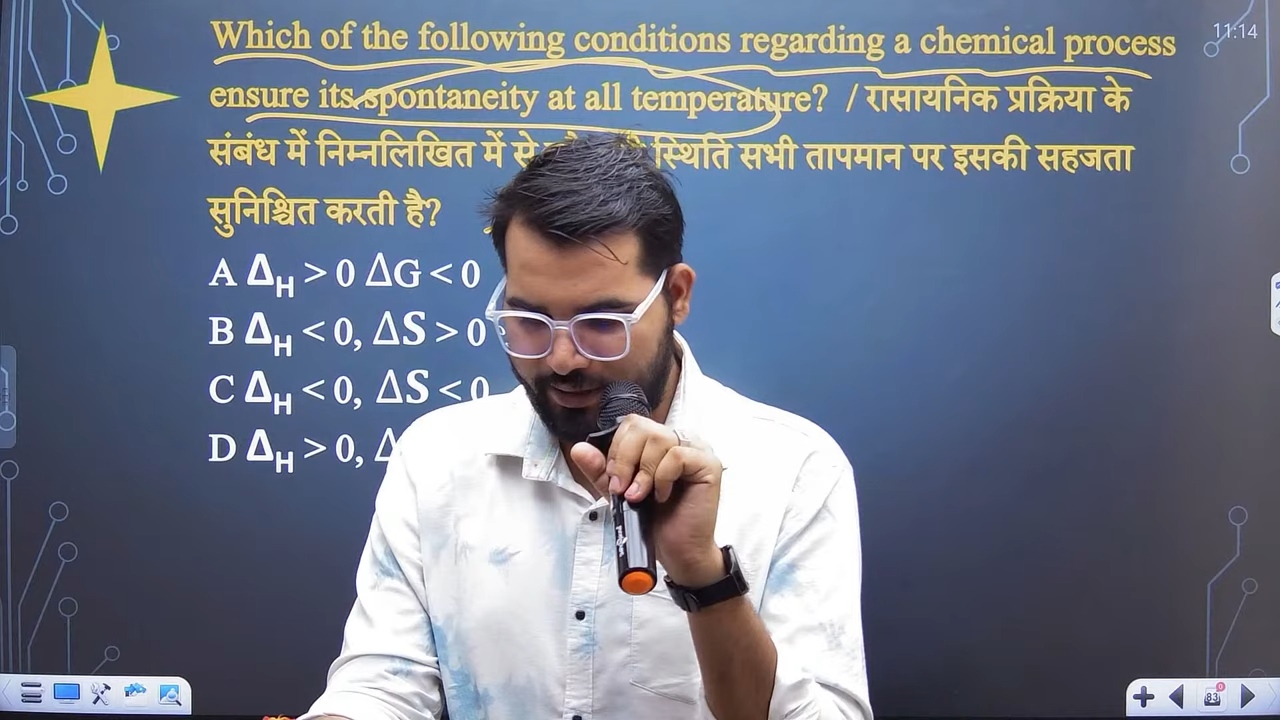 Which of the following conditions regarding a chemical process
ensure its spontaneity at all temperature? / रासायनिक प्रक्रिया के
संबंध में निम्नलिखित में से स्थिति सभी तापमान पर इसकी सहजता
सुनिश्चित करती है?
A ΔH > 0 ΔG < 0
B ΔH < 0, ΔS > 0
C ΔH < 0, ΔS < 0
D ΔH > 0, Δ
11:14
83